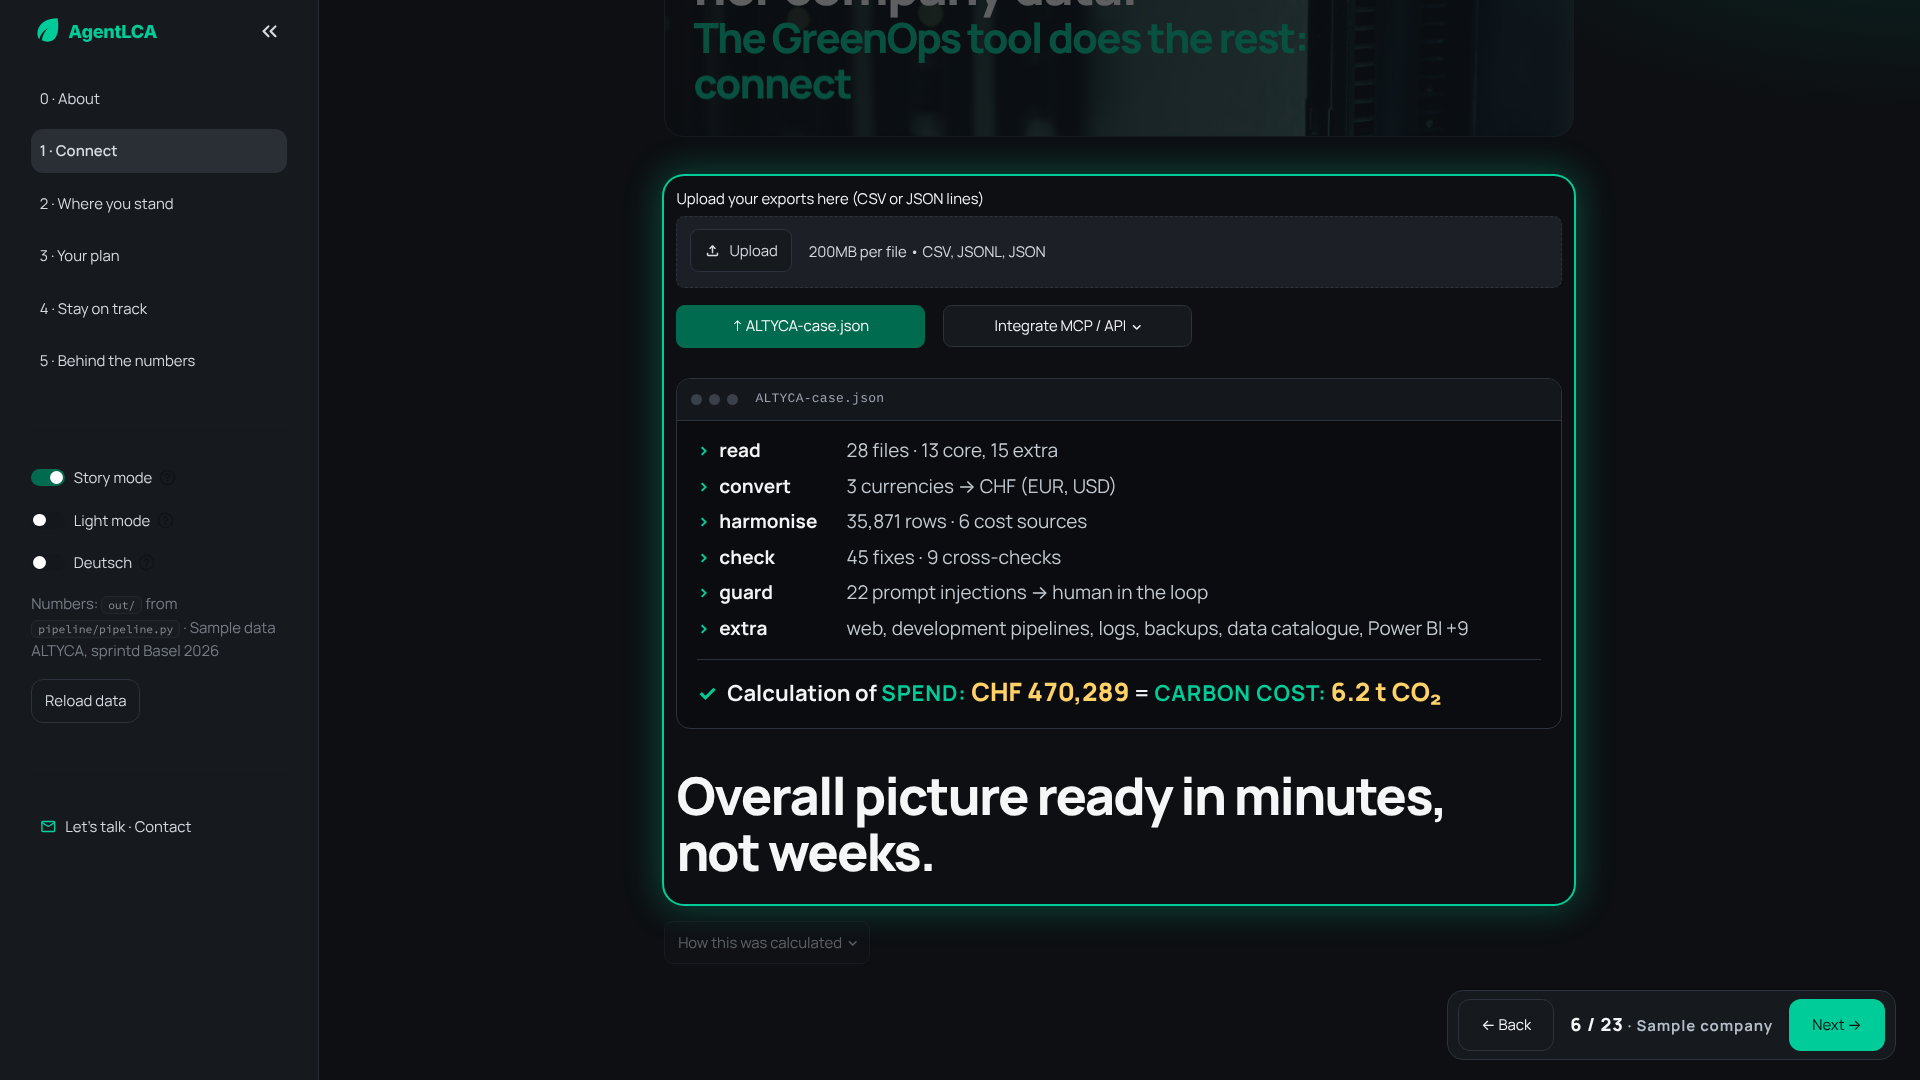 AgentLCA
0 · About
1 · Connect
2 · Where you stand
3 · Your plan
4 · Stay on track
5 · Behind the numbers
Story mode
Light mode
Deutsch
Numbers: out/ from
pipeline/pipeline.py · Sample data
ALTYCA, sprintd Basel 2026
Reload data
Let's talk · Contact
The GreenOps tool does the rest:
connect
Upload your exports here (CSV or JSON lines)
Upload
200MB per file • CSV, JSONL, JSON
↑ ALTYCA-case.json
Integrate MCP / API
ALTYCA-case.json
› read 28 files · 13 core, 15 extra
› convert 3 currencies → CHF (EUR, USD)
› harmonise 35,871 rows · 6 cost sources
› check 45 fixes · 9 cross-checks
› guard 22 prompt injections → human in the loop
› extra web, development pipelines, logs, backups, data catalogue, Power BI +9
✓ Calculation of SPEND: CHF 470,289 = CARBON COST: 6.2 t CO₂
Overall picture ready in minutes,
not weeks.
How this was calculated
← Back
6 / 23 · Sample company
Next →